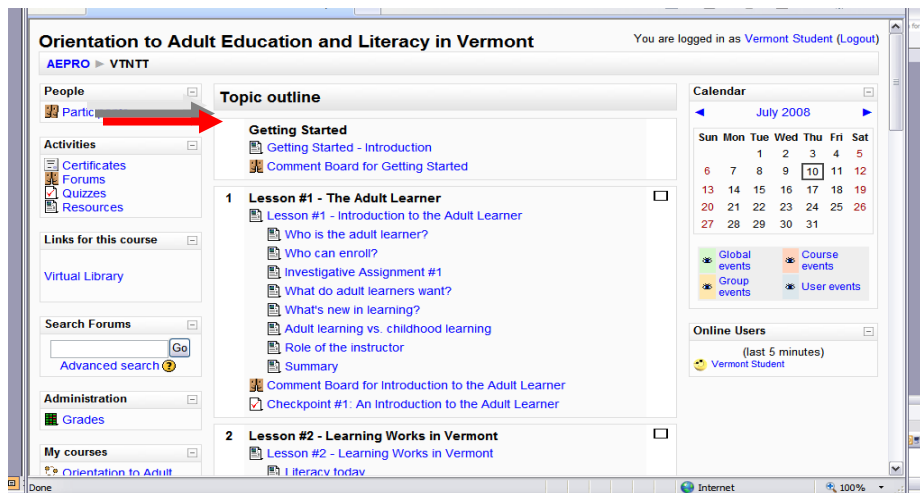 Orientation to Adult Education and Literacy in Vermont
You are logged in as Vermont Student (Logout)
AEPRO ► VTNTT
People
Activities
Certificates
Forums
Quizzes
Resources
Links for this course
Virtual Library
Search Forums
Go
Advanced search ?
Administration
Grades
My courses
Orientation to Adult
Topic outline
Getting Started
Getting Started - Introduction
Comment Board for Getting Started
1 Lesson #1 - The Adult Learner
Lesson #1 - Introduction to the Adult Learner
Who is the adult learner?
Who can enroll?
Investigative Assignment #1
What do adult learners want?
What's new in learning?
Adult learning vs. childhood learning
Role of the instructor
Summary
Comment Board for Introduction to the Adult Learner
Checkpoint #1: An Introduction to the Adult Learner
2 Lesson #2 - Learning Works in Vermont
Lesson #2 - Learning Works in Vermont
Literacy today
Calendar
◄ July 2008 ►
Sun Mon Tue Wed Thu Fri Sat
1 2 3 4 5
6 7 8 9 10 11 12
13 14 15 16 17 18 19
20 21 22 23 24 25 26
27 28 29 30 31
Global events
Course events
Group events
User events
Online Users
(last 5 minutes)
Vermont Student
Done
Internet
100%